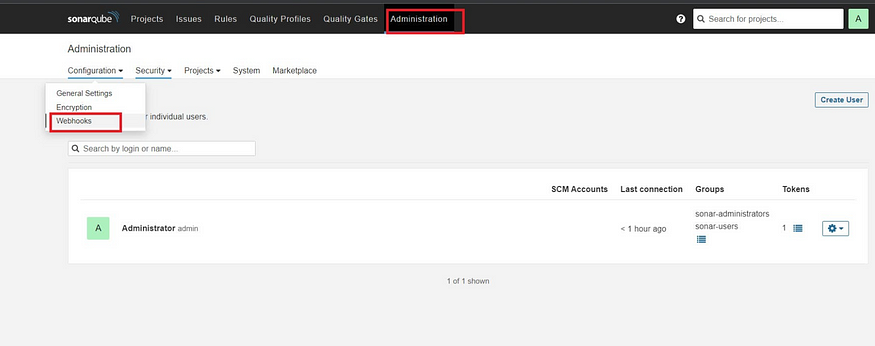 sonarqube Projects Issues Rules Quality Profiles Quality Gates Administration ? Search for projects... A
Administration
Configuration Security Projects System Marketplace
General Settings
Encryption
Webhooks
r individual users.
Create User
Search by login or name...
SCM Accounts Last connection Groups Tokens
A Administrator admin < 1 hour ago sonar-administrators 1
sonar-users
1 of 1 shown